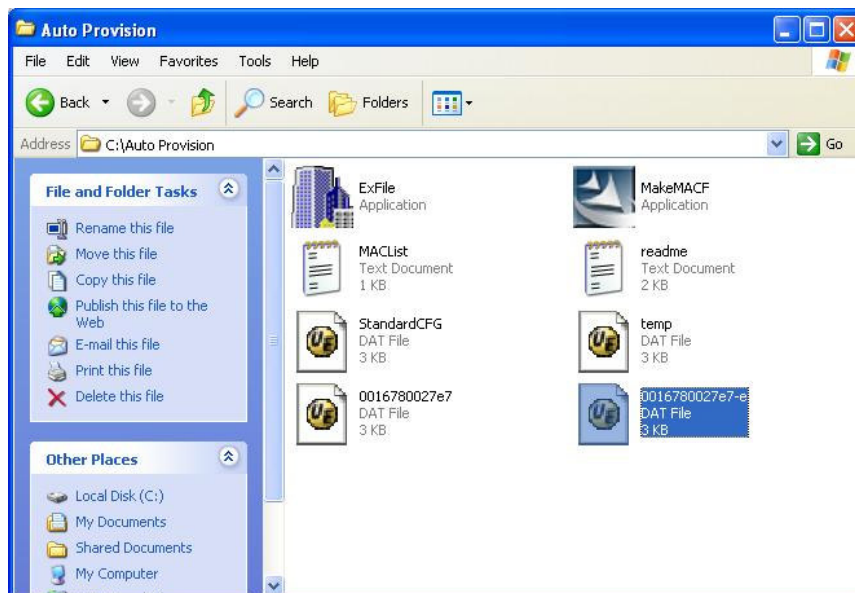 Auto Provision
File Edit View Favorites Tools Help
Back Search Folders
Address C:\Auto Provision Go
File and Folder Tasks
Rename this file
Move this file
Copy this file
Publish this file to the
Web
E-mail this file
Print this file
Delete this file
Other Places
Local Disk (C:)
My Documents
Shared Documents
My Computer
ExFile
Application
MakeMACF
Application
MACList
Text Document
1 KB
readme
Text Document
2 KB
StandardCFG
DAT File
3 KB
temp
DAT File
3 KB
0016780027e7
DAT File
3 KB
0016780027e7-e
DAT File
3 KB